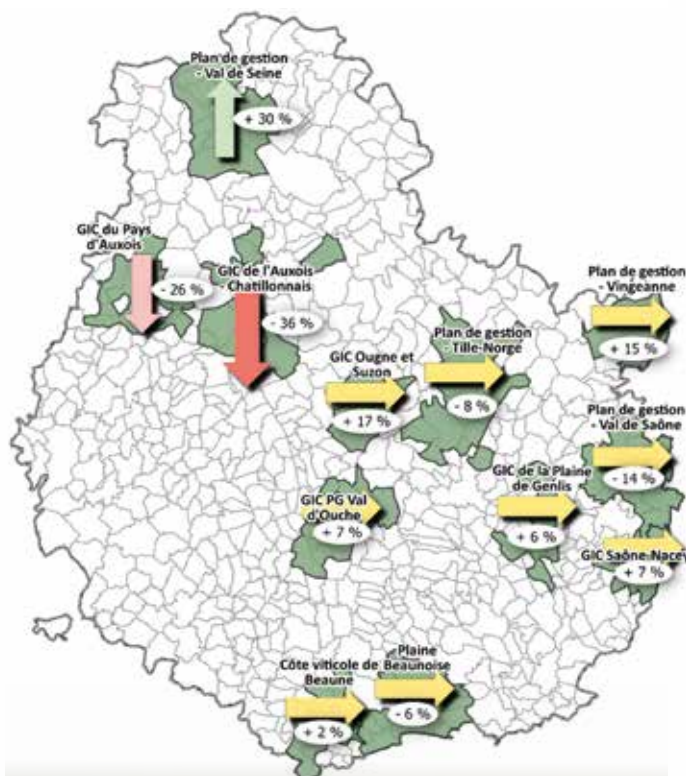 Plan de gestion
- Val de Seine
+ 30 %
GIC du Pays
d'Auxois
- 26 %
GIC de l'Auxois
- Chatillonnais
- 36 %
Plan de gestion
- Vingeanne
+ 15 %
Plan de gestion
- Tille-Norge
- 8 %
GIC Ougne et
Suzon
+ 17 %
Plan de gestion
- Val de Saône
- 14 %
GIC de la Plaine
de Genlis
+ 6 %
GIC PG Val
d'Ouche
+ 7 %
GIC Saône-Nacey
+ 7 %
Côte viticole de
Beaune
+ 2 %
Plaine
Beaunoise
- 6 %